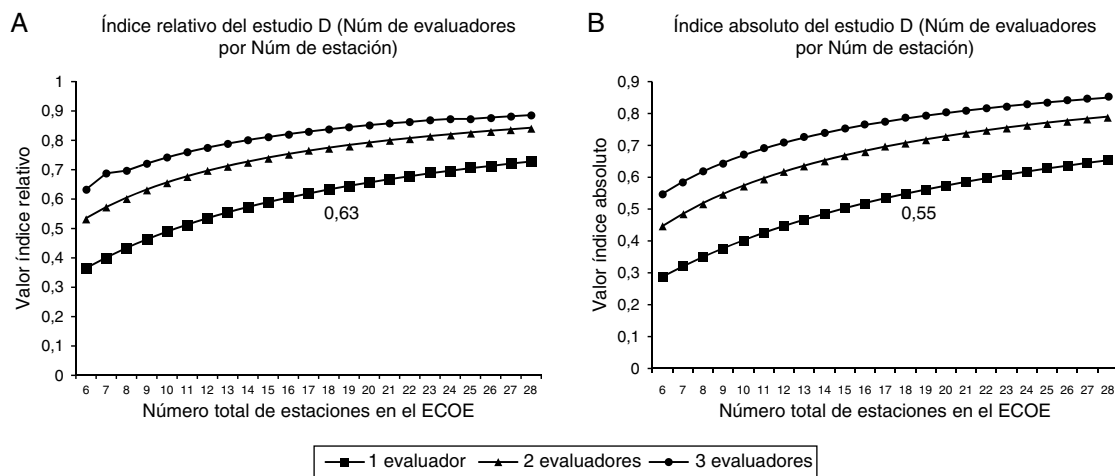 A
Índice relativo del estudio D (Núm de evaluadores
por Núm de estación)
Valor índice relativo
1
0,9
0,8
0,7
0,6
0,5
0,4
0,3
0,2
0,1
0
0,63
6 7 8 9 10 11 12 13 14 15 16 17 18 19 20 21 22 23 24 25 26 27 28
Número total de estaciones en el ECOE
B
Índice absoluto del estudio D (Núm de evaluadores
por Núm de estación)
Valor índice absoluto
0,9
0,8
0,7
0,6
0,5
0,4
0,3
0,2
0,1
0
0,55
6 7 8 9 10 11 12 13 14 15 16 17 18 19 20 21 22 23 24 25 26 27 28
Número total de estaciones en el ECOE
1 evaluador 2 evaluadores 3 evaluadores